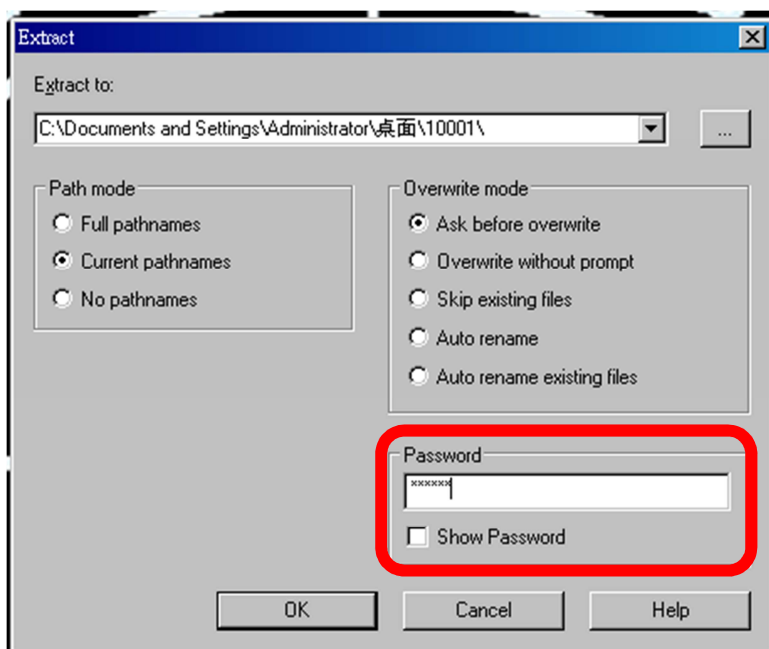 Extract
Extract to:
C:\Documents and Settings\Administrator\桌面\10001\
...
Path mode
Full pathnames
Current pathnames
No pathnames
Overwrite mode
Ask before overwrite
Overwrite without prompt
Skip existing files
Auto rename
Auto rename existing files
Password
******
Show Password
OK
Cancel
Help